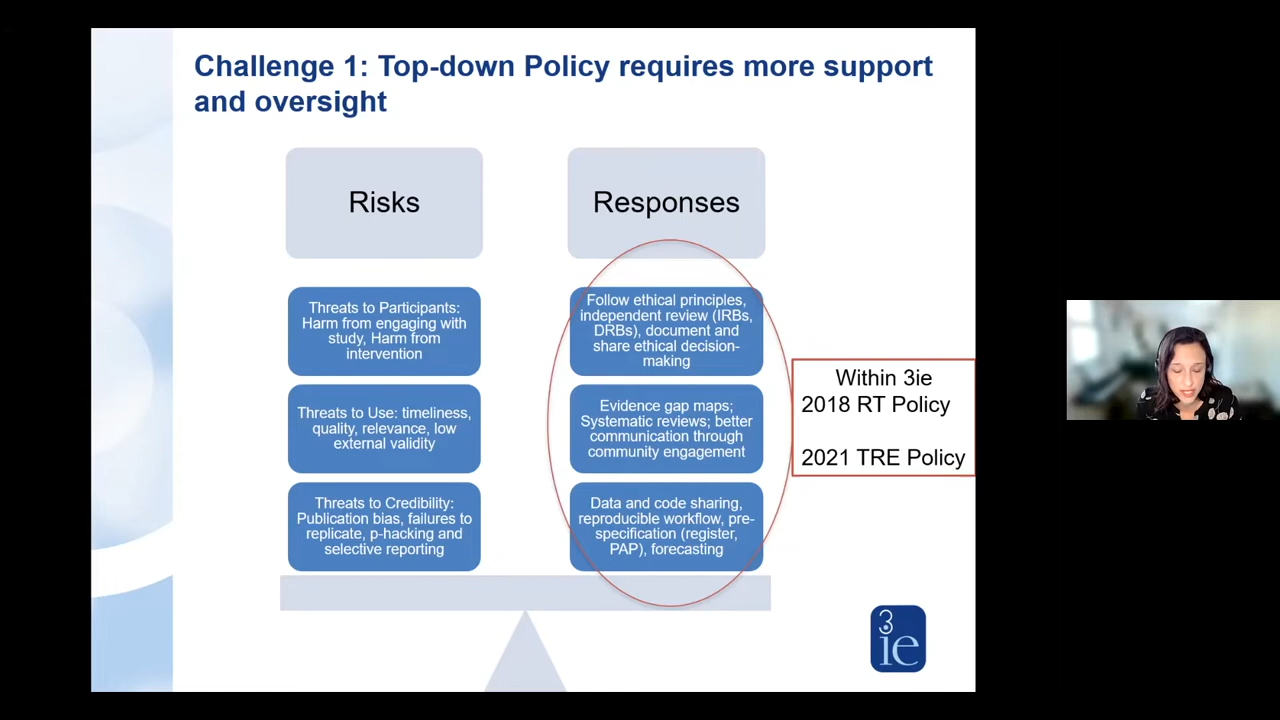 Challenge 1: Top-down Policy requires more support
and oversight
Risks
Responses
Threats to Participants:
Harm from engaging with
study, Harm from
intervention
Follow ethical principles,
independent review (IRBs,
DRBs), document and
share ethical decision-
making
Threats to Use: timeliness,
quality, relevance, low
external validity
Evidence gap maps;
Systematic reviews; better
communication through
community engagement
Threats to Credibility:
Publication bias, failures to
replicate, p-hacking and
selective reporting
Data and code sharing,
reproducible workflow, pre-
specification (register,
PAP), forecasting
Within 3ie
2018 RT Policy
2021 TRE Policy
3
ie